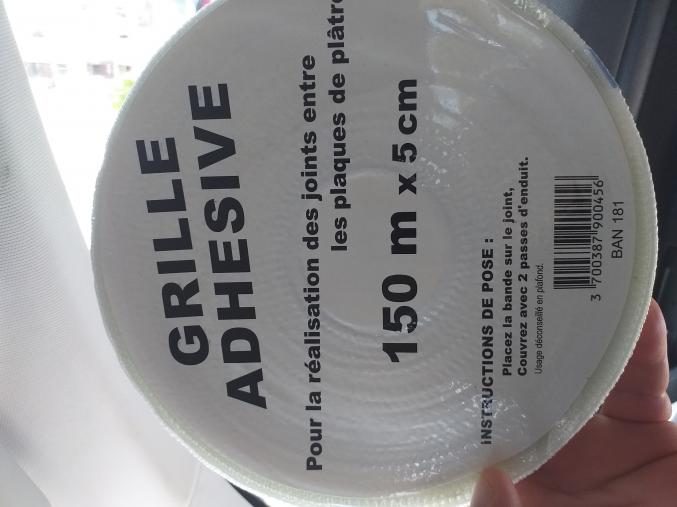 GRILLE
ADHESIVE
Pour la réalisation des joints entre
les plaques de plâtre
150 m x 5 cm
INSTRUCTIONS DE POSE :
Placez la bande sur le joint,
Couvrez avec 2 passes d'enduit.
Usage déconseillé en plafond.
3 700387 900456
BAN 181